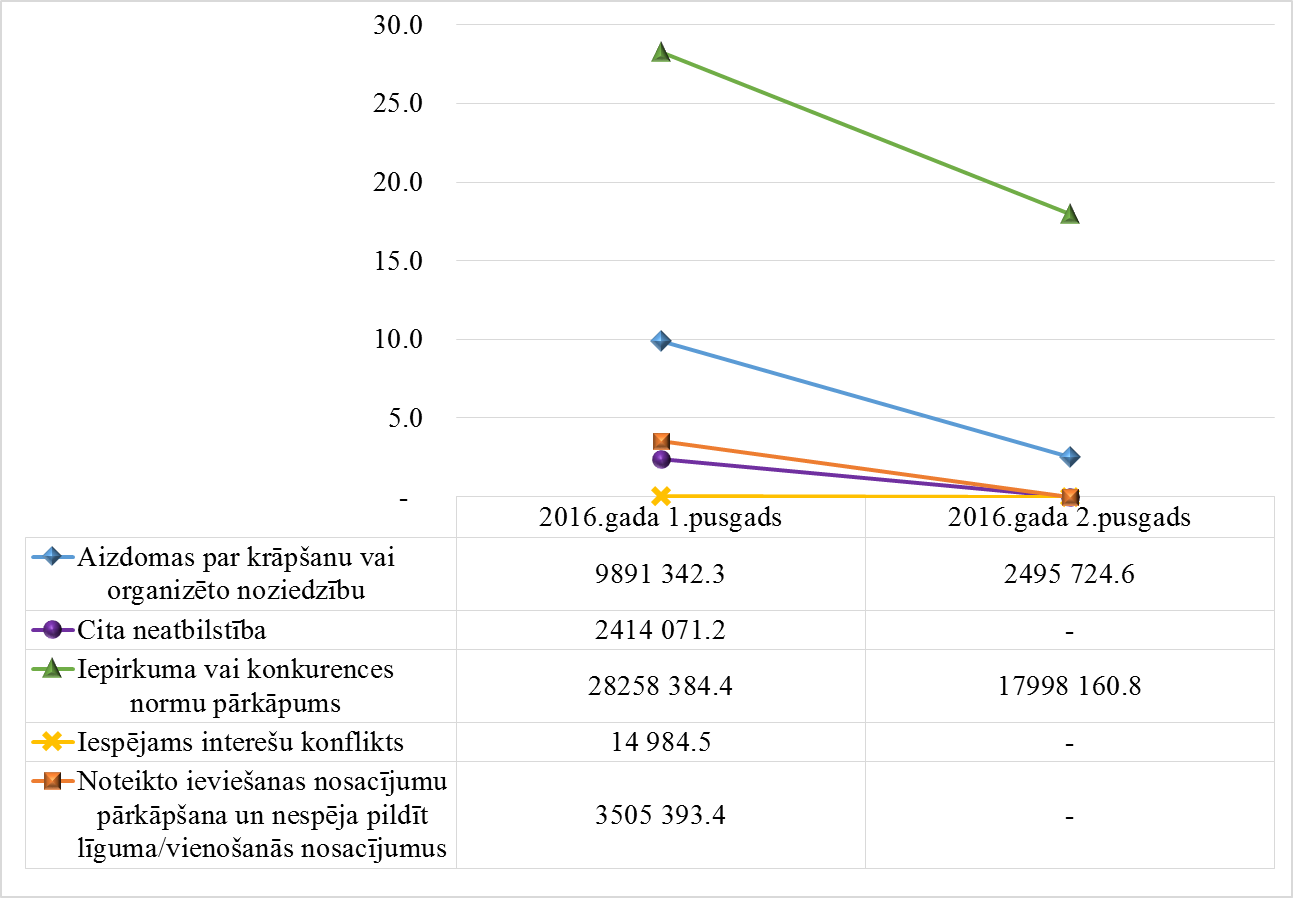 30.0
25.0
20.0
15.0
10.0
5.0
-
2016.gada 1.pusgads 2016.gada 2.pusgads
Aizdomas par krāpšanu vai
organizēto noziedzību
9891 342.3 2495 724.6
Cita neatbilstība 2414 071.2 -
Iepirkuma vai konkurences
normu pārkāpums
28258 384.4 17998 160.8
Iespējams interešu konflikts 14 984.5 -
Noteikto ieviešanas nosacījumu
pārkāpšana un nespēja pildīt
līguma/vienošanās nosacījumus
3505 393.4 -